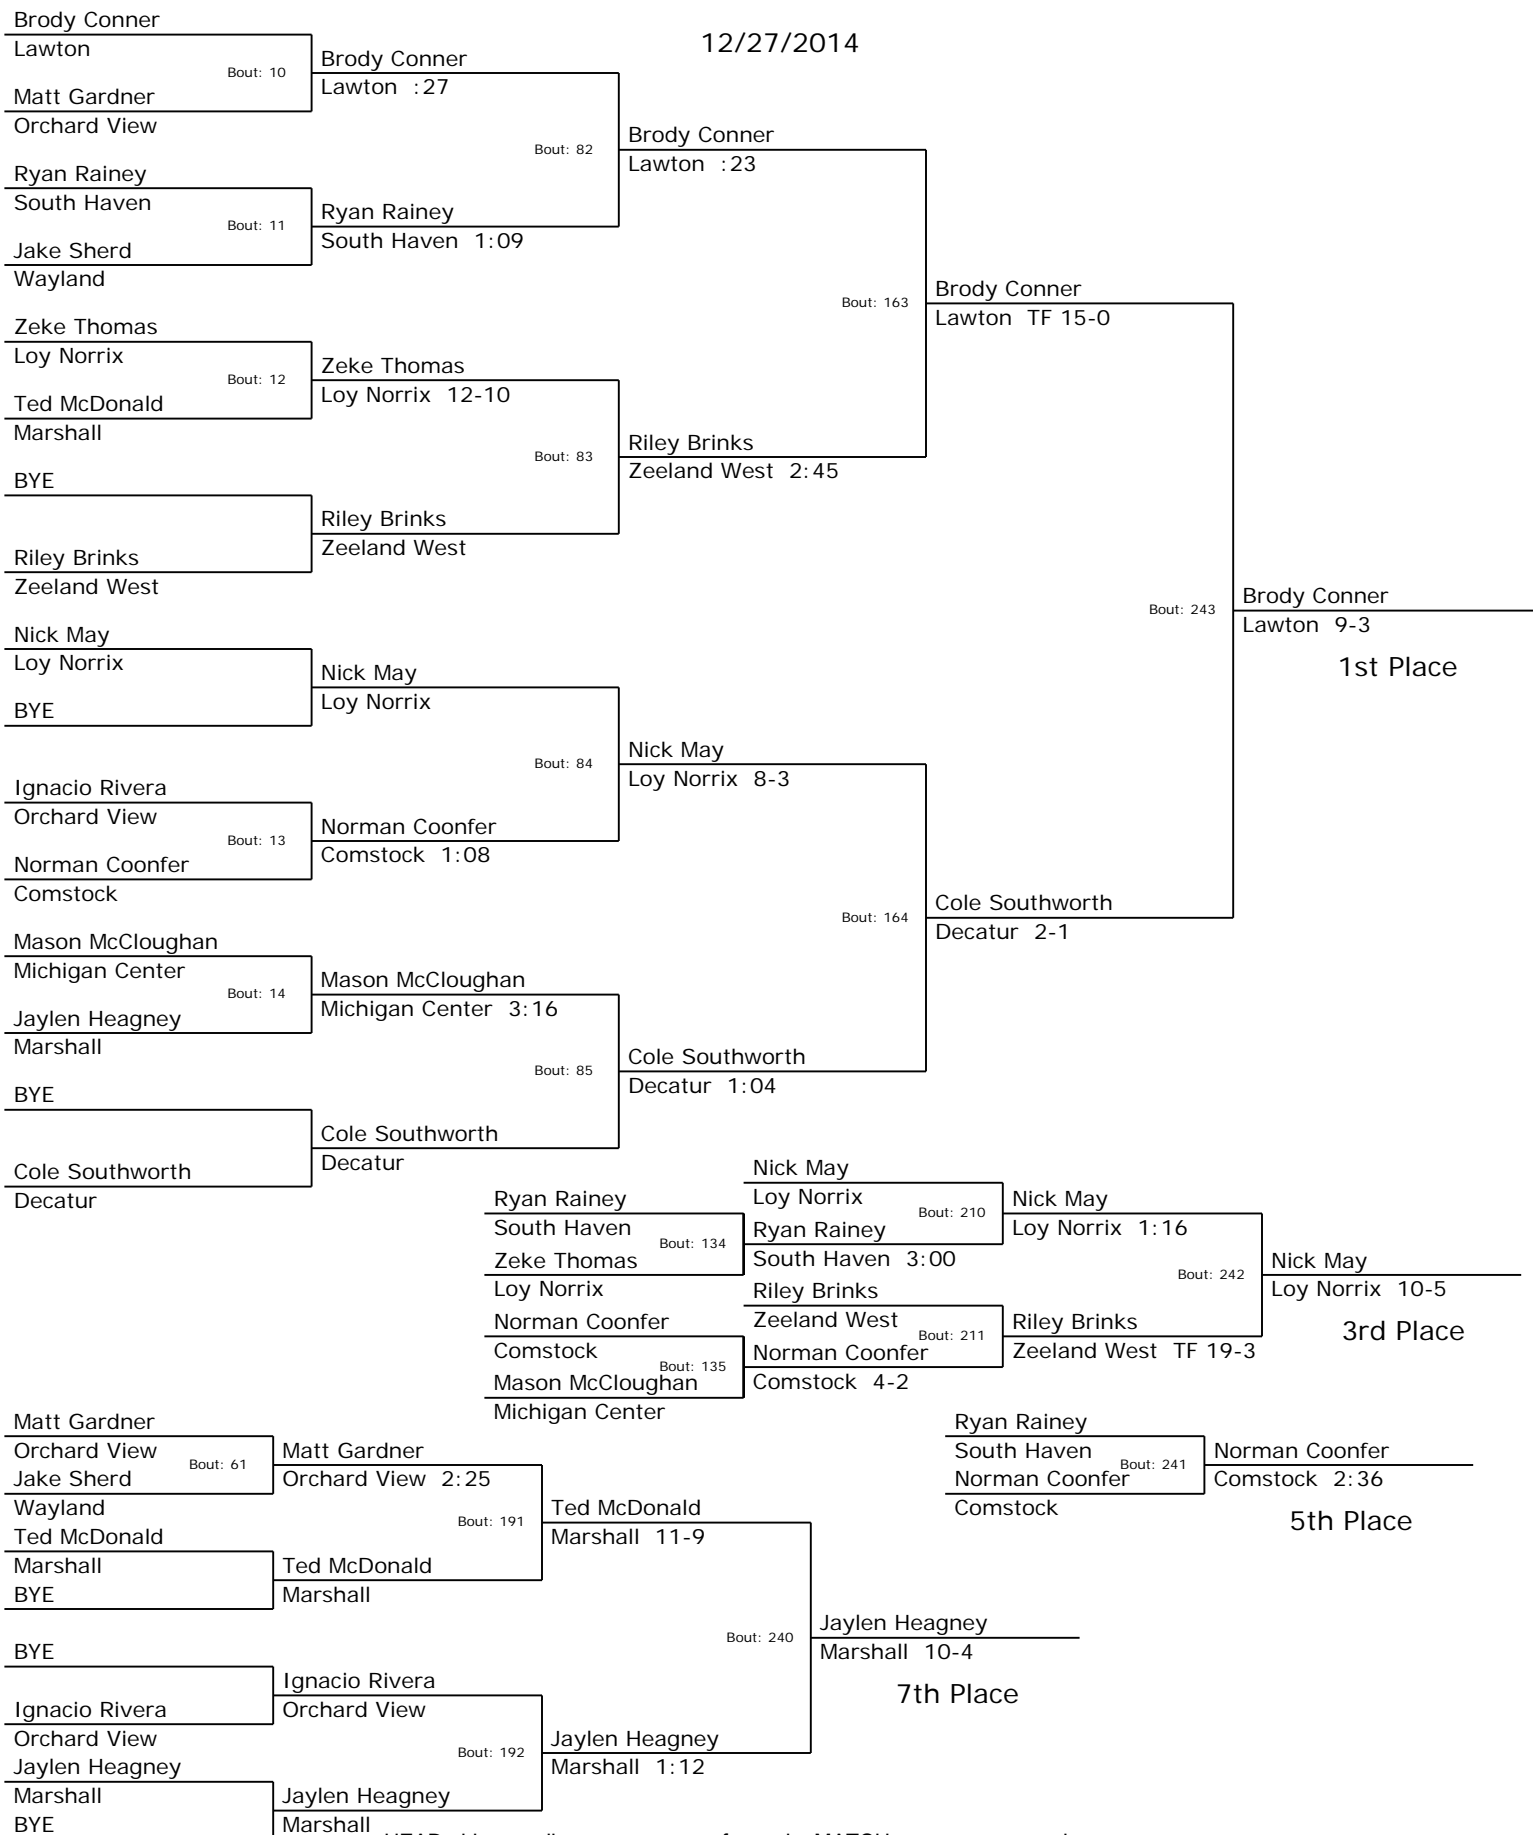 Brody Conner
Lawton
Bout: 10
Matt Gardner
Orchard View
Ryan Rainey
South Haven
Bout: 11
Jake Sherd
Wayland
Zeke Thomas
Loy Norrix
Bout: 12
Ted McDonald
Marshall
BYE
Riley Brinks
Zeeland West
Nick May
Loy Norrix
BYE
Ignacio Rivera
Orchard View
Bout: 13
Norman Coonfer
Comstock
Mason McCloughan
Michigan Center
Bout: 14
Jaylen Heagney
Marshall
BYE
Cole Southworth
Decatur
12/27/2014
Brody Conner
Lawton :27
Bout: 82
Ryan Rainey
South Haven 1:09
Zeke Thomas
Loy Norrix 12-10
Bout: 83
Riley Brinks
Zeeland West
Nick May
Loy Norrix
Bout: 84
Norman Coonfer
Comstock 1:08
Mason McCloughan
Michigan Center 3:16
Bout: 85
Cole Southworth
Decatur
Brody Conner
Lawton :23
Bout: 163
Riley Brinks
Zeeland West 2:45
Nick May
Loy Norrix 8-3
Bout: 164
Cole Southworth
Decatur 1:04
Brody Conner
Lawton TF 15-0
Bout: 243
Cole Southworth
Decatur 2-1
Brody Conner
Lawton 9-3
1st Place
Ryan Rainey
South Haven
Bout: 134
Zeke Thomas
Loy Norrix
Norman Coonfer
Comstock
Bout: 135
Mason McCloughan
Michigan Center
Nick May
Loy Norrix
Bout: 210
Ryan Rainey
South Haven 3:00
Riley Brinks
Zeeland West
Bout: 211
Norman Coonfer
Comstock 4-2
Nick May
Loy Norrix 1:16
Bout: 242
Riley Brinks
Zeeland West TF 19-3
Nick May
Loy Norrix 10-5
3rd Place
Ryan Rainey
South Haven
Bout: 241
Norman Coonfer
Comstock
Norman Coonfer
Comstock 2:36
5th Place
Matt Gardner
Orchard View
Bout: 61
Jake Sherd
Wayland
Ted McDonald
Marshall
BYE
BYE
Ignacio Rivera
Orchard View
Jaylen Heagney
Marshall
BYE
Matt Gardner
Orchard View 2:25
Bout: 191
Ted McDonald
Marshall
Ignacio Rivera
Orchard View
Bout: 192
Jaylen Heagney
Marshall
Ted McDonald
Marshall 11-9
Bout: 240
Jaylen Heagney
Marshall 1:12
Jaylen Heagney
Marshall 10-4
7th Place